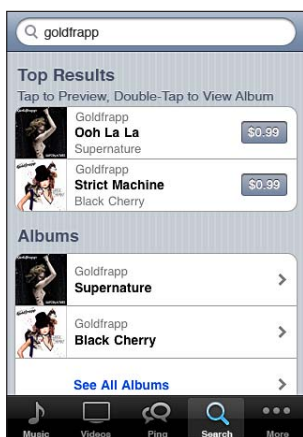 goldfrapp
Top Results
Tap to Preview, Double-Tap to View Album
Goldfrapp
Ooh La La
Supernature
$0.99
Goldfrapp
Strict Machine
Black Cherry
$0.99
Albums
Goldfrapp
Supernature
Goldfrapp
Black Cherry
See All Albums
Music Videos Ping Search More